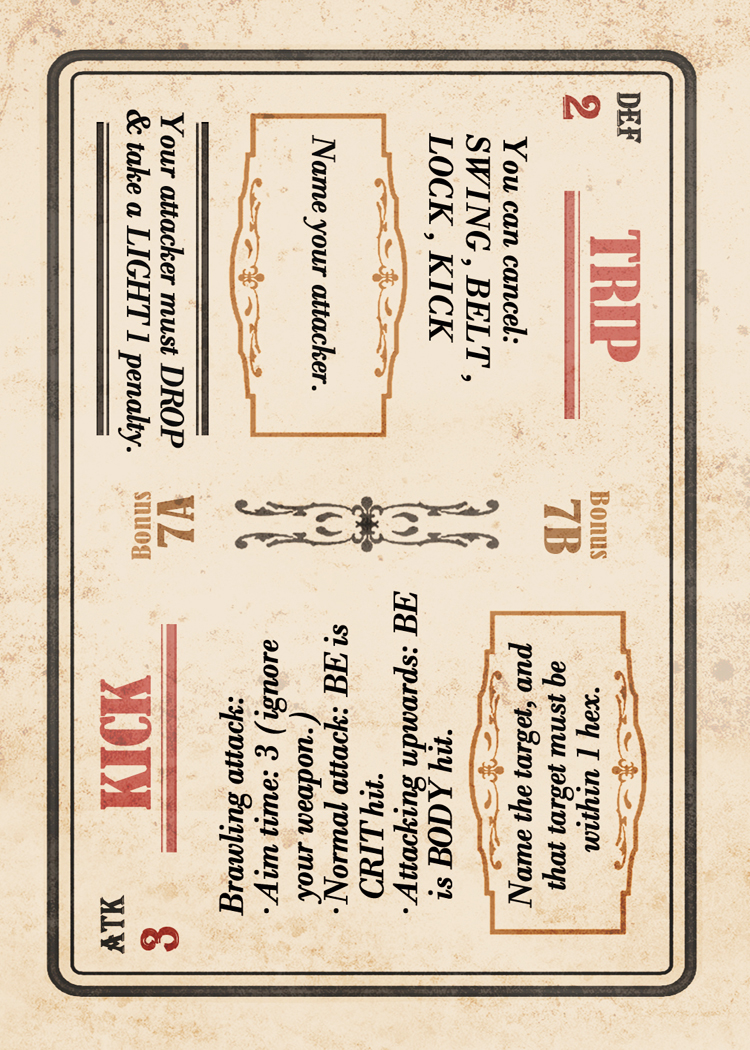 DEF
2
TRIP
You can cancel:
SWING, BELT,
LOCK, KICK
Name your attacker.
Your attacker must DROP
& take a LIGHT 1 penalty.
Bonus
7B
Bonus
7A
ATK
3
KICK
Brawling attack:
· Aim time: 3 (ignore
your weapon.)
· Normal attack: BE is
CRIT hit.
· Attacking upwards: BE
is BODY hit.
Name the target, and
that target must be
within 1 hex.